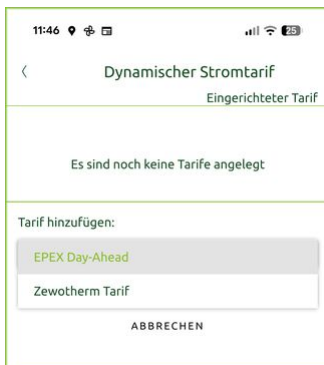 11:46
25
Dynamischer Stromtarif
Eingerichteter Tarif
Es sind noch keine Tarife angelegt
Tarif hinzufügen:
EPEX Day-Ahead
Zewotherm Tarif
ABBRECHEN